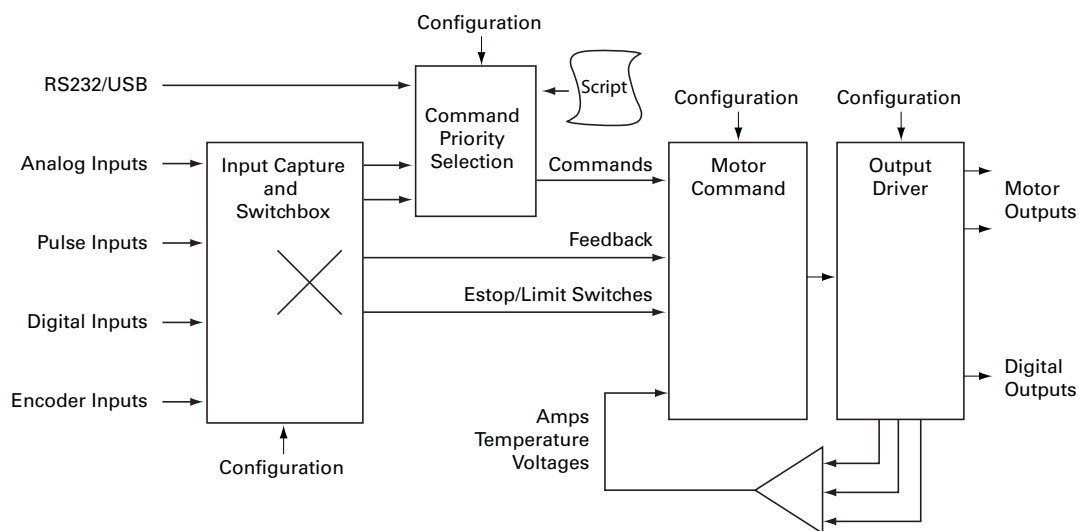 Configuration
RS232/USB
Script
Command
Priority
Selection
Configuration
Configuration
Analog Inputs
Input Capture
and
Switchbox
Commands
Motor
Command
Output
Driver
Motor
Outputs
Pulse Inputs
Feedback
Estop/Limit Switches
Digital Inputs
Digital
Outputs
Encoder Inputs
Amps
Temperature
Voltages
Configuration